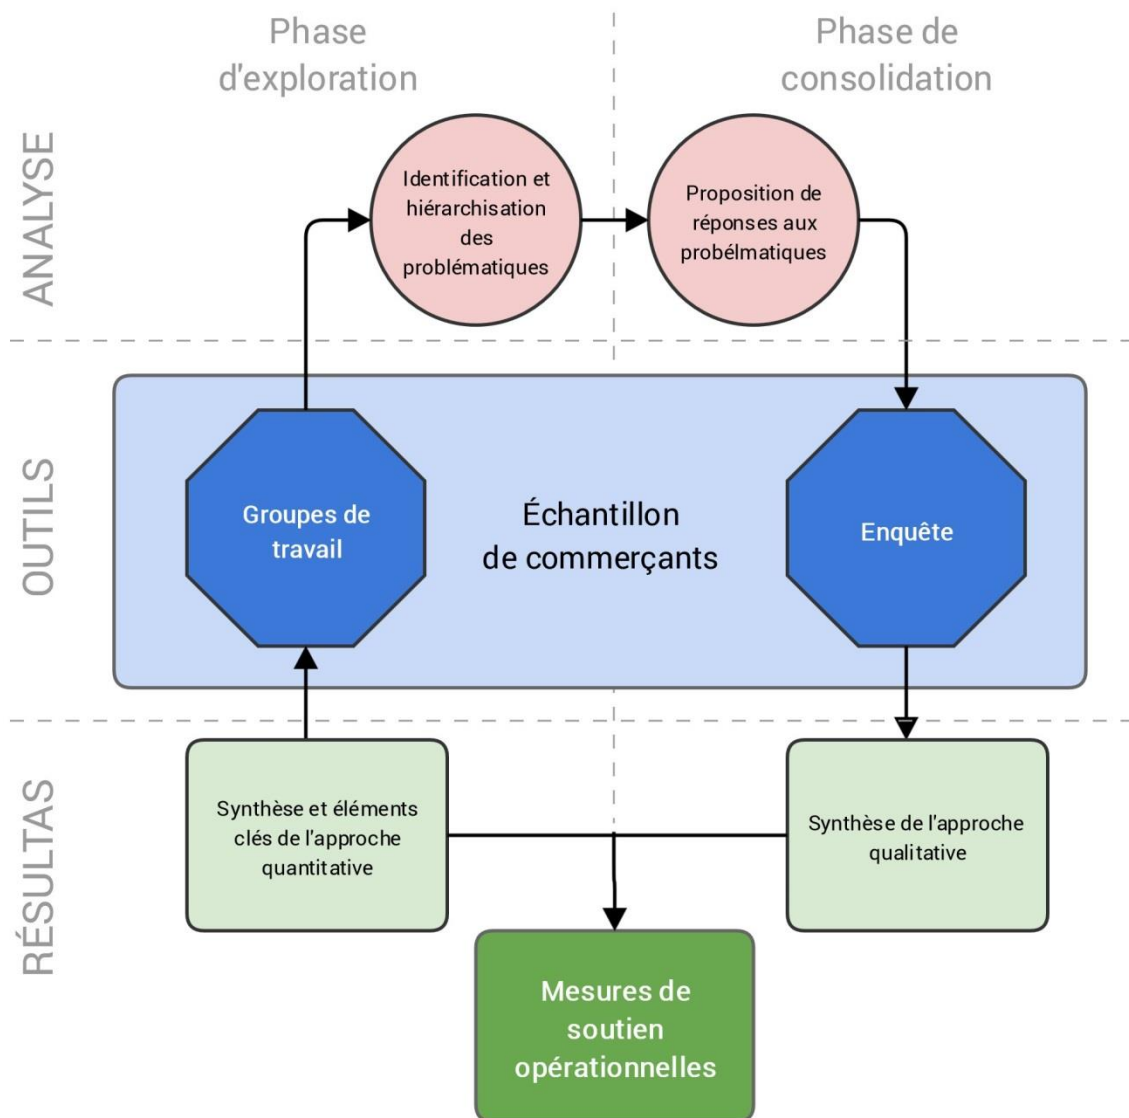 Phase
d'exploration
Phase de
consolidation
ANALYSE
Identification et
hiérarchisation
des
problématiques
Proposition de
réponses aux
probélmatiques
OUTILS
Groupes de
travail
Échantillon
de commerçants
Enquête
RÉSULTAS
Synthèse et éléments
clés de l'approche
quantitative
Synthèse de l'approche
qualitative
Mesures de
soutien
opérationnelles